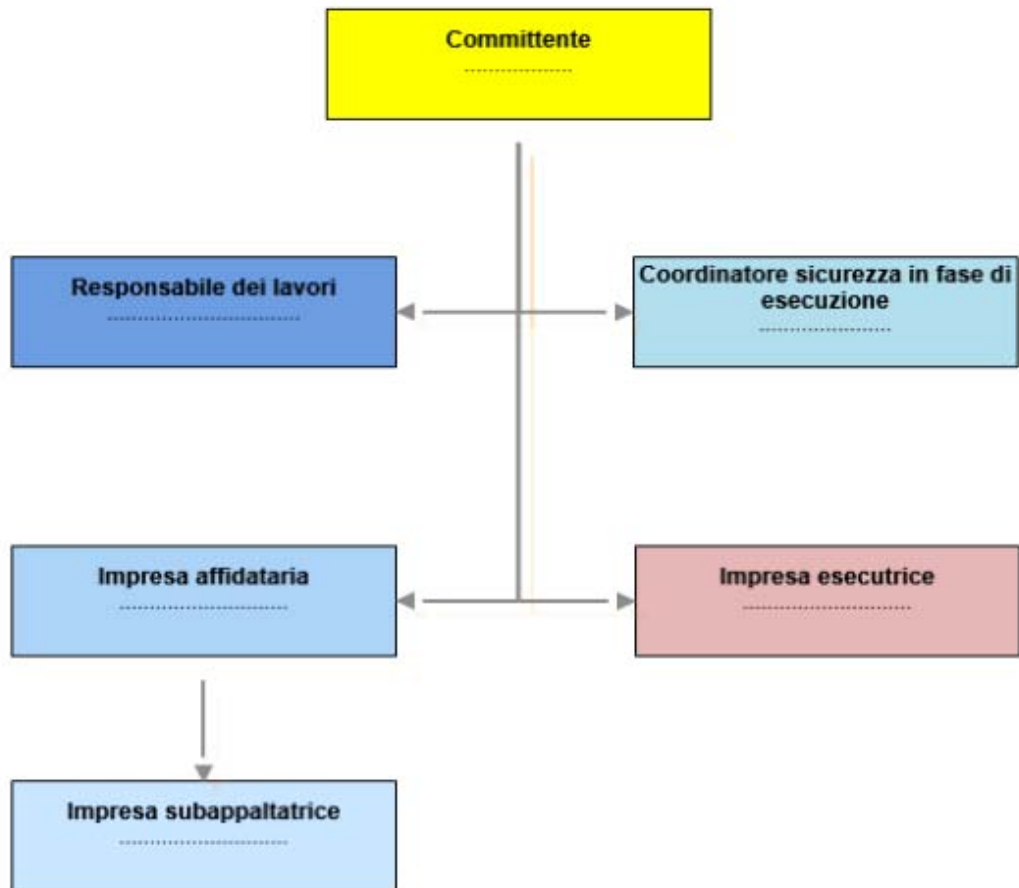 Committente
..................
Responsabile dei lavori
................................
Coordinatore sicurezza in fase di
esecuzione
......................
Impresa affidataria
............................
Impresa esecutrice
............................
Impresa subappaltatrice
............................